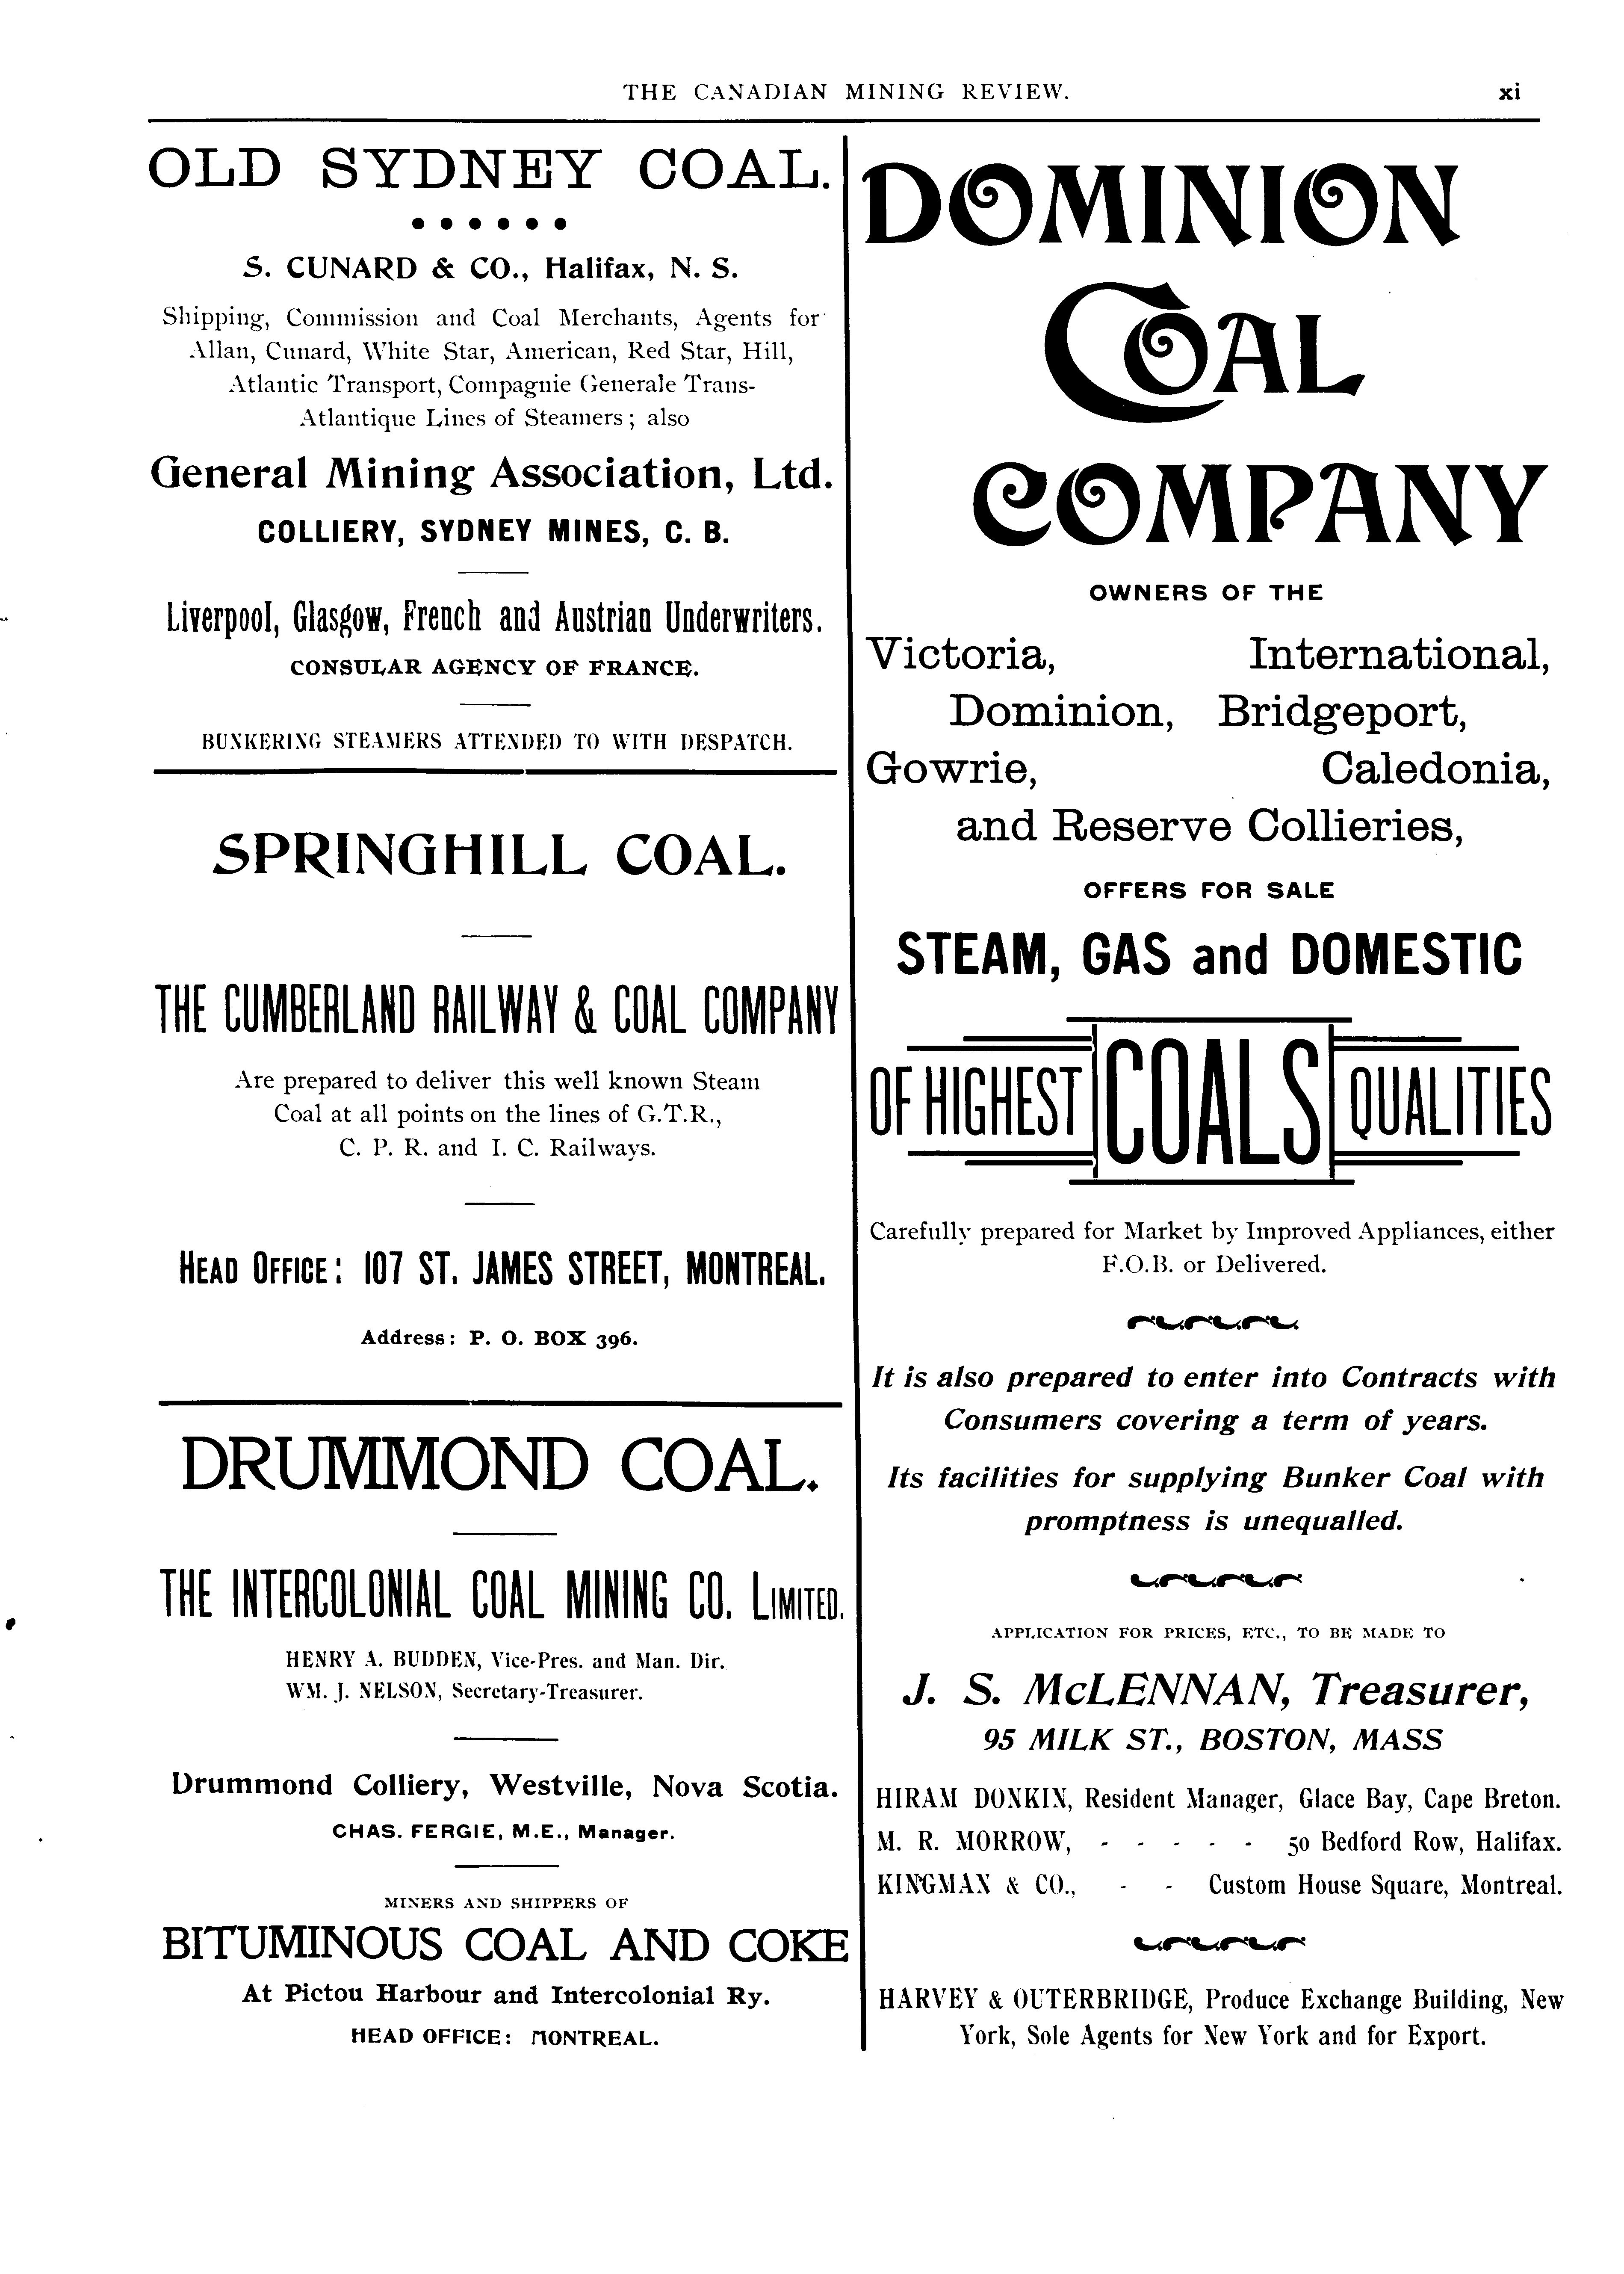 THE CANADIAN MINING REVIEW.
xi
OLD SYDNEY COAL.
S. CUNARD & CO., Halifax, N. S.
Shipping, Commission and Coal Merchants, Agents for
Allan, Cunard, White Star, American, Red Star, Hill,
Atlantic Transport, Compagnie Generale Trans-
Atlantique Lines of Steamers; also
General Mining Association, Ltd.
COLLIERY, SYDNEY MINES, C. B.
Liverpool, Glasgow, French and Austrian Underwriters.
CONSULAR AGENCY OF FRANCE.
BUNKERING STEAMERS ATTENDED TO WITH DESPATCH.
SPRINGHILL COAL.
THE CUMBERLAND RAILWAY & COAL COMPANY
Are prepared to deliver this well known Steam
Coal at all points on the lines of G.T.R.,
C. P. R. and I. C. Railways.
HEAD OFFICE: 107 ST. JAMES STREET, MONTREAL.
Address: P. O. BOX 396.
DRUMMOND COAL.
THE INTERCOLONIAL COAL MINING CO. LIMITED.
HENRY A. BUDDEN, Vice-Pres. and Man. Dir.
WM. J. NELSON, Secretary-Treasurer.
Drummond Colliery, Westville, Nova Scotia.
CHAS. FERGIE, M.E., Manager.
MINERS AND SHIPPERS OF
BITUMINOUS COAL AND COKE
At Pictou Harbour and Intercolonial Ry.
HEAD OFFICE: MONTREAL.
DOMINION
COAL
COMPANY
OWNERS OF THE
Victoria, International,
Dominion, Bridgeport,
Gowrie, Caledonia,
and Reserve Collieries,
OFFERS FOR SALE
STEAM, GAS and DOMESTIC
OF HIGHEST COALS QUALITIES
Carefully prepared for Market by Improved Appliances, either
F.O.B. or Delivered.
It is also prepared to enter into Contracts with
Consumers covering a term of years.
Its facilities for supplying Bunker Coal with
promptness is unequalled.
APPLICATION FOR PRICES, ETC., TO BE MADE TO
J. S. McLENNAN, Treasurer,
95 MILK ST., BOSTON, MASS
HIRAM DONKIN, Resident Manager, Glace Bay, Cape Breton.
M. R. MORROW, - - - - - 50 Bedford Row, Halifax.
KINGMAN & CO., - - Custom House Square, Montreal.
HARVEY & OUTERBRIDGE, Produce Exchange Building, New
York, Sole Agents for New York and for Export.